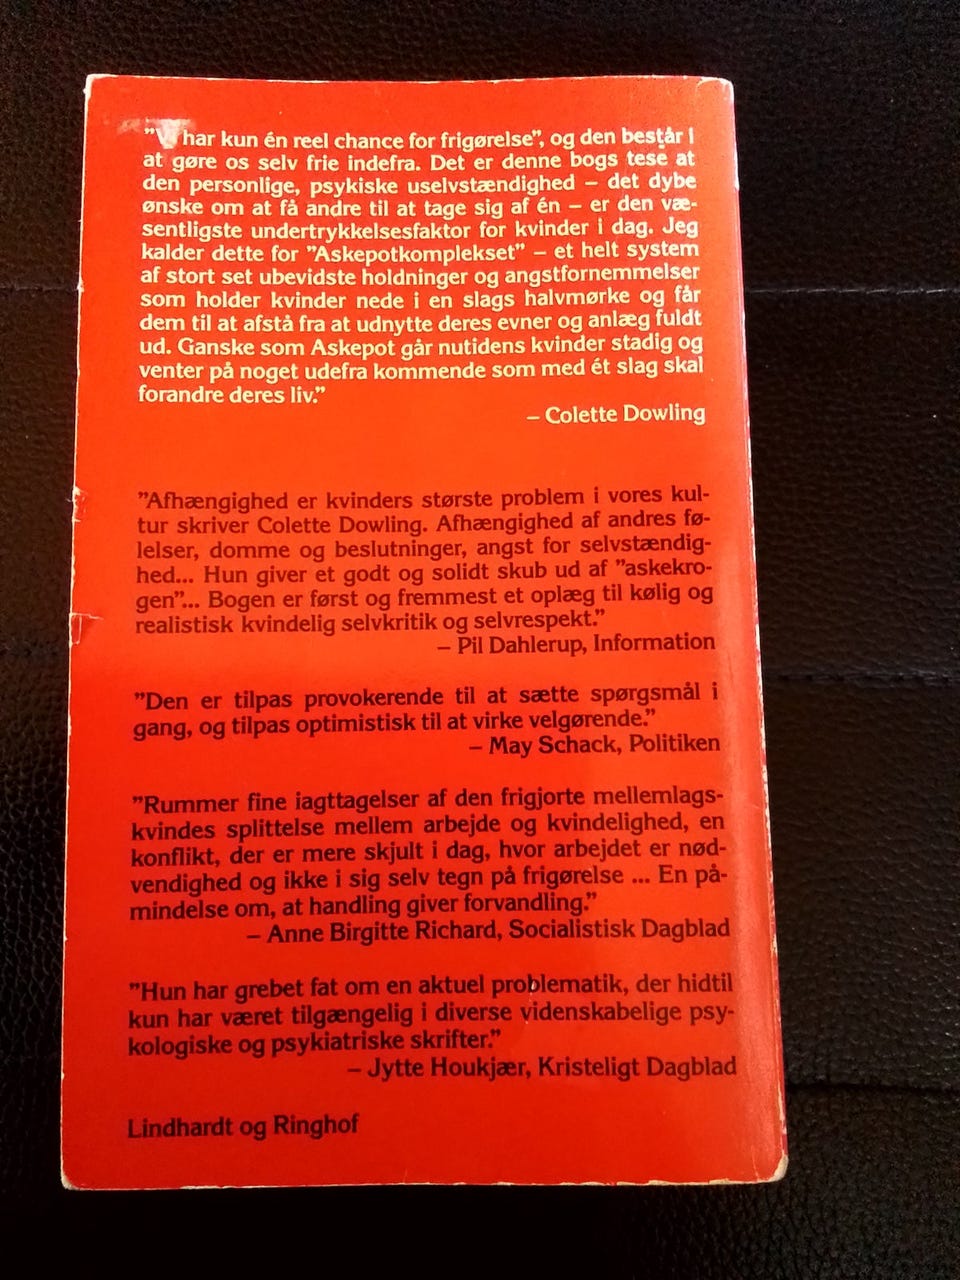 "Vi har kun én reel chance for frigørelse", og den består i
at gøre os selv frie indefra. Det er denne bogs tese at
den personlige, psykiske uselvstændighed – det dybe
ønske om at få andre til at tage sig af én – er den væ-
sentligste undertrykkelsesfaktor for kvinder i dag. Jeg
kalder dette for "Askepotkomplekset" – et helt system
af stort set ubevidste holdninger og angstfornemmelser
som holder kvinder nede i en slags halvmørke og får
dem til at afstå fra at udnytte deres evner og anlæg fuldt
ud. Ganske som Askepot går nutidens kvinder stadig og
venter på noget udefra kommende som med ét slag skal
forandre deres liv."
– Colette Dowling
"Afhængighed er kvinders største problem i vores kul-
tur skriver Colette Dowling. Afhængighed af andres fø-
lelser, domme og beslutninger, angst for selvstændig-
hed... Hun giver et godt og solidt skub ud af "askekro-
gen"... Bogen er først og fremmest et oplæg til kølig og
realistisk kvindelig selvkritik og selvrespekt."
– Pil Dahlerup, Information
"Den er tilpas provokerende til at sætte spørgsmål i
gang, og tilpas optimistisk til at virke velgørende."
– May Schack, Politiken
"Rummer fine iagttagelser af den frigjorte mellemlags-
kvindes splittelse mellem arbejde og kvindelighed, en
konflikt, der er mere skjult i dag, hvor arbejdet er nød-
vendighed og ikke i sig selv tegn på frigørelse ... En på-
mindelse om, at handling giver forvandling."
– Anne Birgitte Richard, Socialistisk Dagblad
"Hun har grebet fat om en aktuel problematik, der hidtil
kun har været tilgængelig i diverse videnskabelige psy-
kologiske og psykiatriske skrifter."
– Jytte Houkjær, Kristeligt Dagblad
Lindhardt og Ringhof